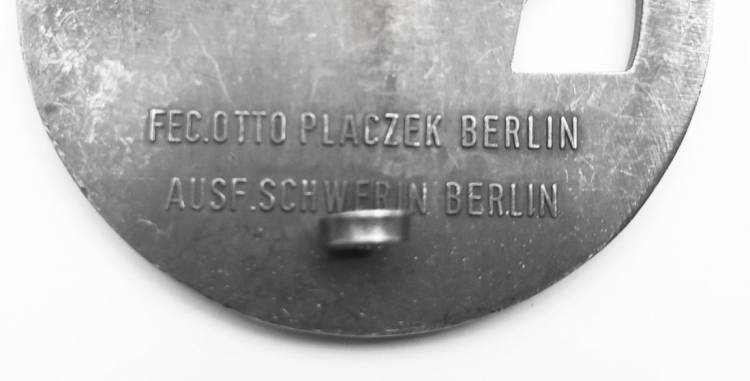 FEC.OTTO PLACZEK BERLIN
AUSF.SCHWERIN BERLIN